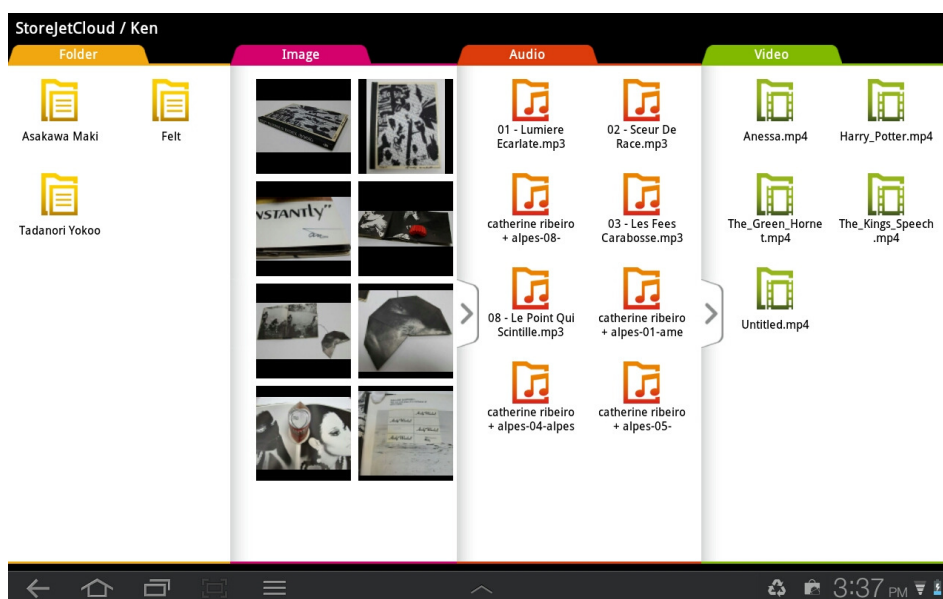 StoreJetCloud / Ken
Folder
Image
Audio
Video
Asakawa Maki
Felt
Tadanori Yokoo
NSTANTLY"
01 - Lumiere
Ecarlate.mp3
02 - Sceur De
Race.mp3
catherine ribeiro
+ alpes-08-
03 - Les Fees
Carabosse.mp3
08 - Le Point Qui
Scintille.mp3
catherine ribeiro
+ alpes-01-ame
catherine ribeiro
+ alpes-04-alpes
catherine ribeiro
+ alpes-05-
Anessa.mp4
Harry_Potter.mp4
The_Green_Horne
t.mp4
The_Kings_Speech
.mp4
Untitled.mp4
3:37 PM